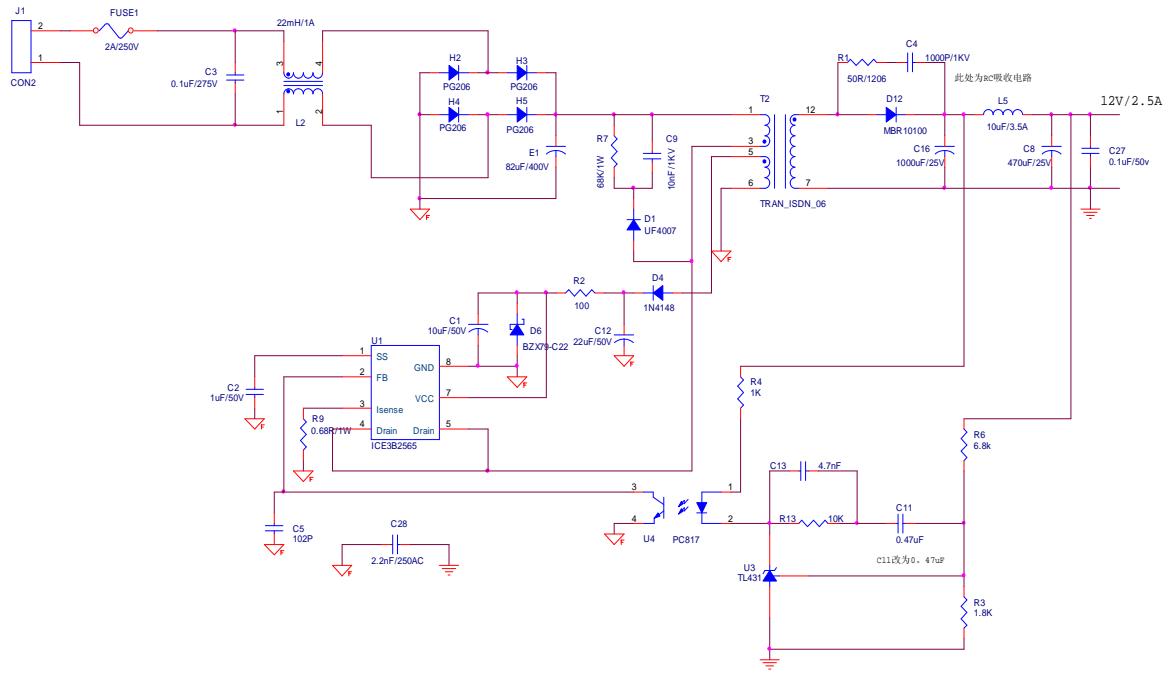 J1
2
1
CON2
FUSE1
2A/250V
C3
0.1uF/275V
22mH/1A
3
4
1
2
L2
H2
PG206
H3
PG206
H4
PG206
H5
PG206
E1
82uF/400V
F
R7
68K/1W
C9
10nF/1KV
D1
UF4007
T2
1
3
5
6
12
7
TRAN_ISDN_06
F
R1
50R/1206
C4
1000P/1KV
此处为RC吸收电路
D12
MBR10100
L5
10uF/3.5A
12V/2.5A
C16
1000uF/25V
C8
470uF/25V
C27
0.1uF/50v
R2
100
D4
1N4148
C1
10uF/50V
D6
BZX79-C22
C12
22uF/50V
F
F
U1
1
SS
2
FB
3
Isense
4
Drain
GND
8
VCC
7
Drain
5
ICE3B2565
C2
1uF/50V
F
R9
0.68R/1W
F
R4
1K
R6
6.8k
C5
102P
F
C28
2.2nF/250AC
F
3
4
F
U4
1
2
PC817
C13
4.7nF
R13
10K
C11
0.47uF
C11改为0。47uF
U3
TL431
R3
1.8K